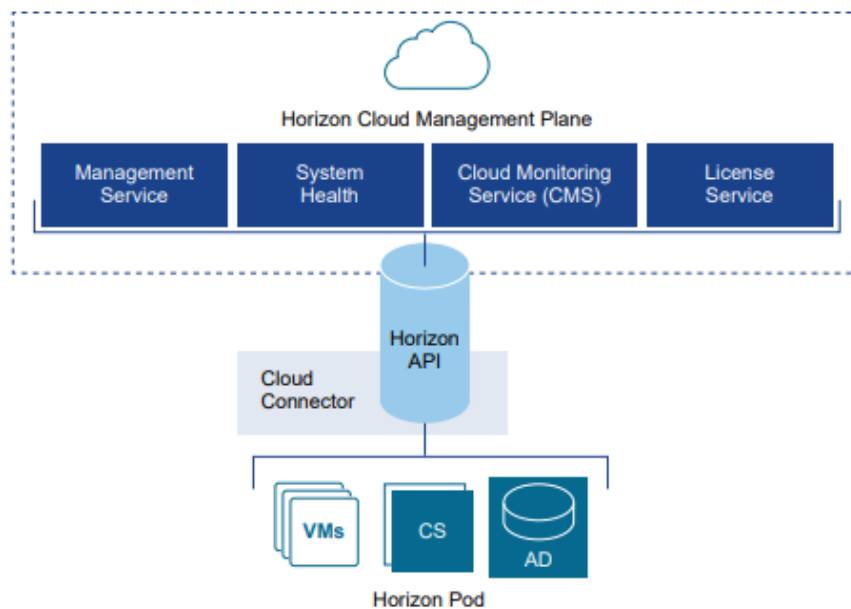 Horizon Cloud Management Plane
Management
Service
System
Health
Cloud Monitoring
Service (CMS)
License
Service
Horizon
API
Cloud
Connector
VMs
CS
AD
Horizon Pod